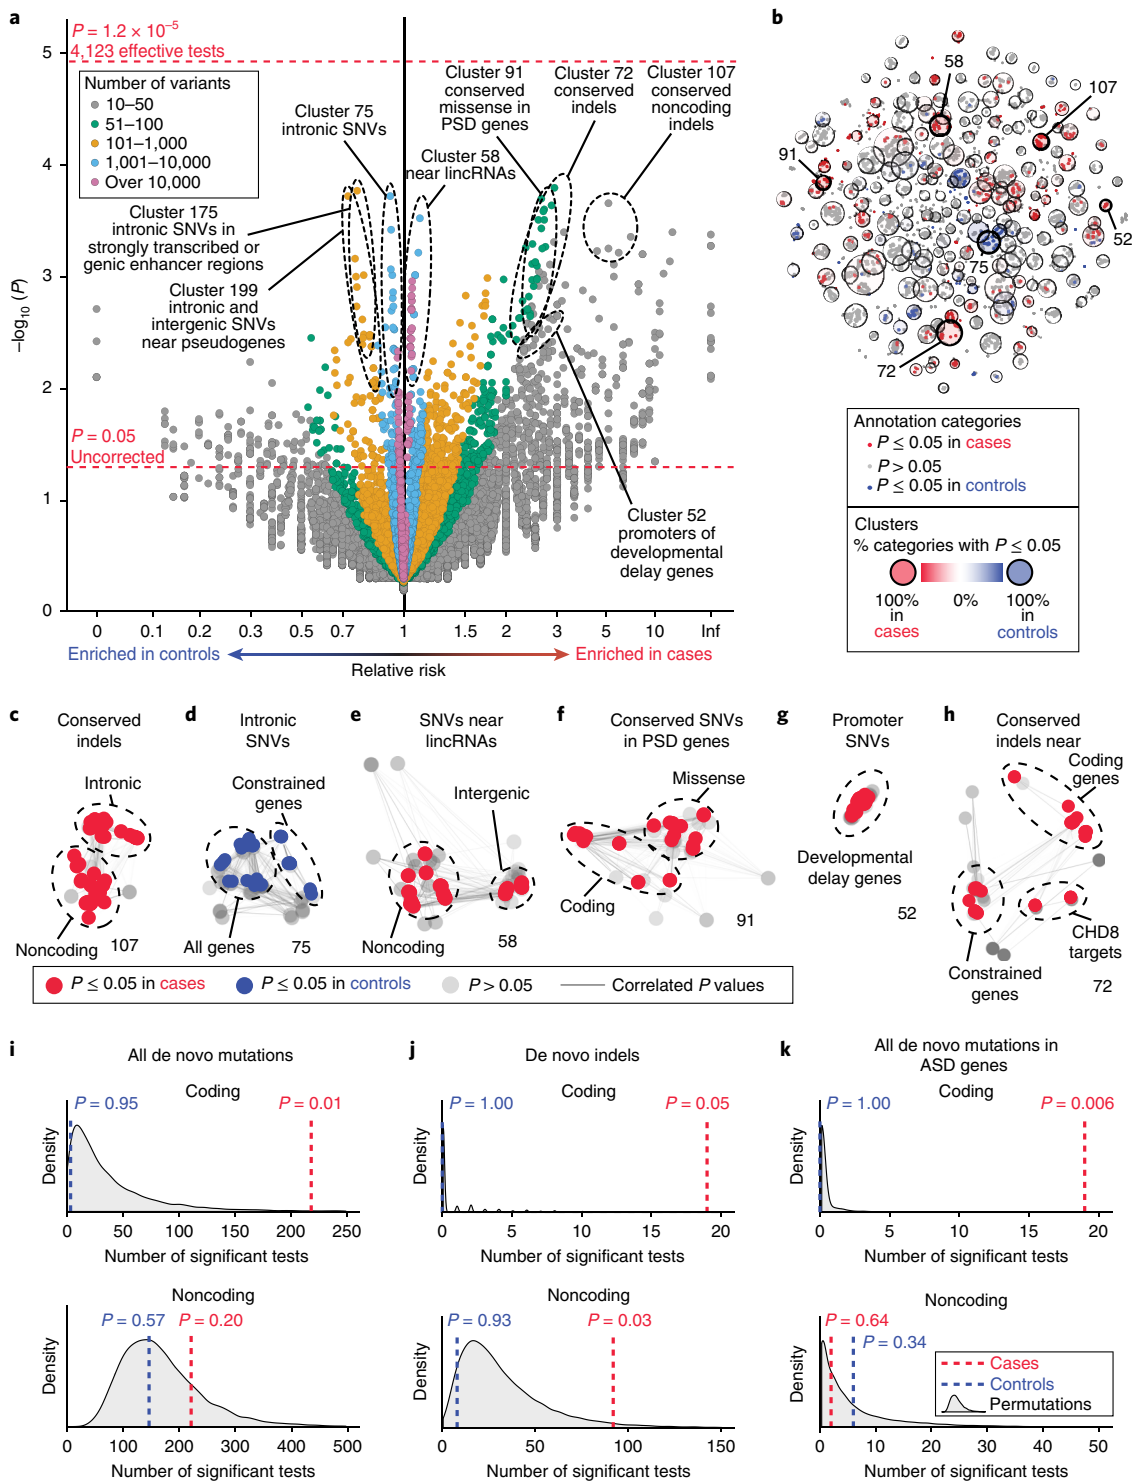 a
P = 1.2 × 10−5
4,123 effective tests
Number of variants
10–50
51–100
101–1,000
1,001–10,000
Over 10,000
Cluster 175
intronic SNVs in
strongly transcribed or
genic enhancer regions
Cluster 199
intronic and
intergenic SNVs
near pseudogenes
Cluster 75
intronic SNVs
Cluster 58
near lincRNAs
Cluster 91
conserved
missense in
PSD genes
Cluster 72
conserved
indels
Cluster 107
conserved
noncoding
indels
P = 0.05
Uncorrected
Cluster 52
promoters of
developmental
delay genes
–log10 (P)
5
4
3
2
1
0
0 0.1 0.2 0.3 0.5 0.7 1 1.5 2 3 5 10 Inf
Enriched in controls
Relative risk
Enriched in cases
b
58
107
91
52
75
72
Annotation categories
P ≤ 0.05 in cases
P > 0.05
P ≤ 0.05 in controls
Clusters
% categories with P ≤ 0.05
100% in cases
0%
100% in controls
c
Conserved
indels
Intronic
Noncoding
107
d
Intronic
SNVs
Constrained
genes
All genes
75
e
SNVs near
lincRNAs
Intergenic
Noncoding
58
f
Conserved SNVs
in PSD genes
Missense
Coding
91
g
Promoter
SNVs
Developmental
delay genes
52
h
Conserved
indels near
Coding
genes
CHD8
targets
Constrained
genes
72
P ≤ 0.05 in cases
P ≤ 0.05 in controls
P > 0.05
Correlated P values
i
All de novo mutations
Coding
P = 0.95
P = 0.01
Density
0 50 100 150 200 250
Number of significant tests
Noncoding
P = 0.57
P = 0.20
Density
0 100 200 300 400 500
Number of significant tests
j
De novo indels
Coding
P = 1.00
P = 0.05
Density
0 5 10 15 20
Number of significant tests
Noncoding
P = 0.93
P = 0.03
Density
0 50 100 150
Number of significant tests
k
All de novo mutations in
ASD genes
Coding
P = 1.00
P = 0.006
Density
0 5 10 15 20
Number of significant tests
Noncoding
P = 0.64
P = 0.34
Cases
Controls
Permutations
Density
0 10 20 30 40 50
Number of significant tests